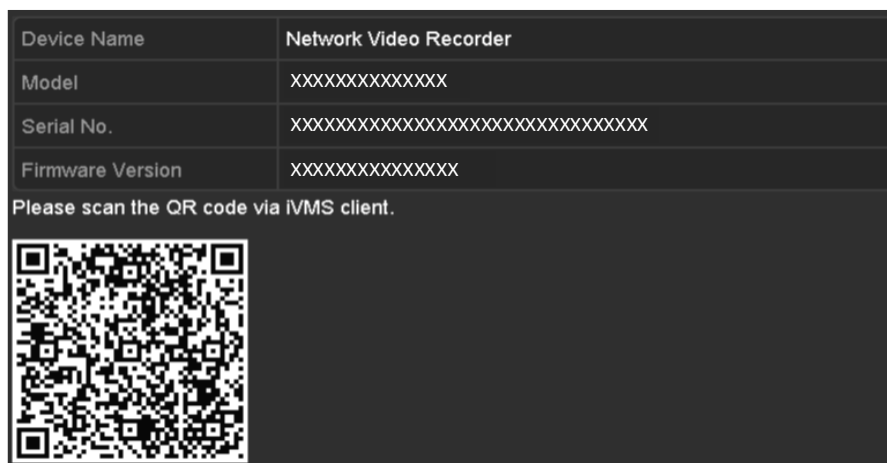 Device Name Network Video Recorder
Model XXXXXXXXXXXXXX
Serial No. XXXXXXXXXXXXXXXXXXXXXXXXXXXXXXXX
Firmware Version XXXXXXXXXXXXXXX
Please scan the QR code via iVMS client.